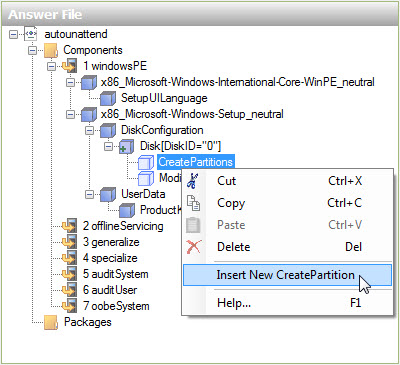 Answer File
autounattend
Components
1 windowsPE
x86_Microsoft-Windows-International-Core-WinPE_neutral
SetupUILanguage
x86_Microsoft-Windows-Setup_neutral
DiskConfiguration
Disk[DiskID="0"]
CreatePartitions
Modi
UserData
ProductK
2 offlineServicing
3 generalize
4 specialize
5 auditSystem
6 auditUser
7 oobeSystem
Packages
Cut Ctrl+X
Copy Ctrl+C
Paste Ctrl+V
Delete Del
Insert New CreatePartition
Help... F1